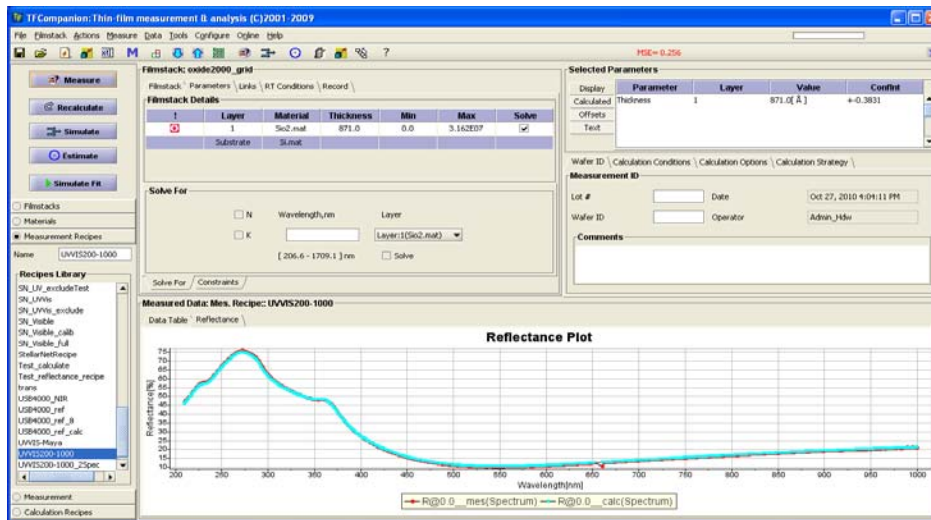 TFCompanion: Thin-film measurement & analysis (C)2001-2009
File Filmstack Actions Measure Data Tools Configure Online Help
MSE= 0.256
Measure
Recalculate
Simulate
Estimate
Simulate Fit
Filmstacks
Materials
Measurement Recipes
Name UVVIS200-1000
Recipes Library
SN_UV_excludeTest
SN_UVVis
SN_UVVis_exclude
SN_Visible
SN_Visible_calib
SN_Visible_full
StellarNetRecipe
Test_calculate
Test_reflectance_recipe
trans
USB4000_NIR
USB4000_ref
USB4000_ref_8
USB4000_ref_calc
UVVIS-Maya
UVVIS200-1000
UVVIS200-1000_2Spec
Measurement
Calculation Recipes
Filmstack: oxide2000_grid
Filmstack Parameters Links RT Conditions Record
Filmstack Details
! Layer Material Thickness Min Max Solve
1 Sio2.mat 871.0 0.0 3.162E07
Substrate Si.mat
Solve For
N Wavelength,nm Layer
K Layer:1(Sio2.mat)
[ 206.6 - 1709.1 ] nm Solve
Solve For Constraints
Selected Parameters
Display Calculated Offsets Text
Parameter Layer Value ConfInt
Thickness 1 871.0[ Å ] +-0.3831
Wafer ID Calculation Conditions Calculation Options Calculation Strategy
Measurement ID
Lot # Date Oct 27, 2010 4:04:11 PM
Wafer ID Operator Admin_Hdw
Comments
Measured Data: Mes. Recipe:: UVVIS200-1000
Data Table Reflectance
Reflectance Plot
Reflectance[%]
75
70
65
60
55
50
45
40
35
30
25
20
15
10
200 250 300 350 400 450 500 550 600 650 700 750 800 850 900 950 1000
Wavelength[nm]
R@0.0__mes(Spectrum) R@0.0__calc(Spectrum)